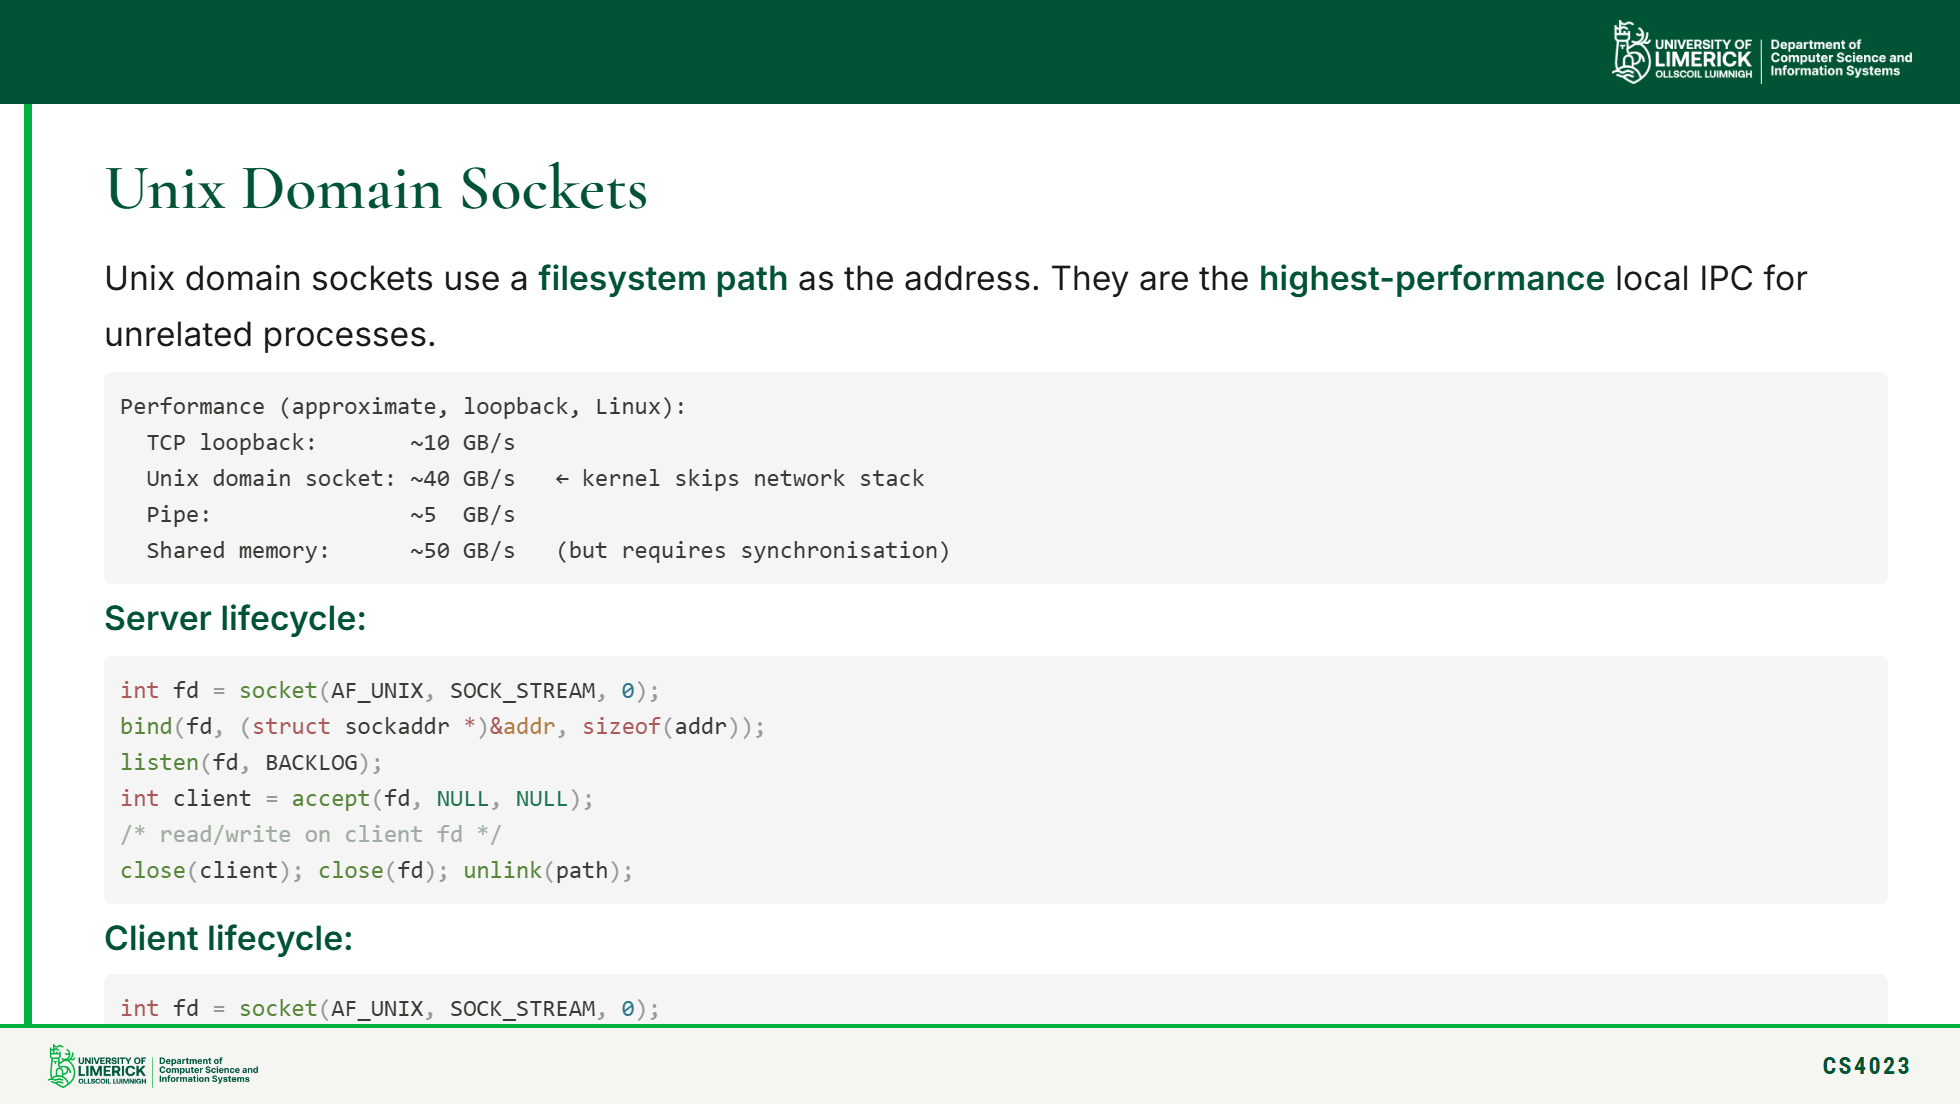 UNIVERSITY OF
LIMERICK
OLLSCOIL LUIMNIGH
Department of
Computer Science and
Information Systems
Unix Domain Sockets
Unix domain sockets use a filesystem path as the address. They are the highest-performance local IPC for
unrelated processes.
Performance (approximate, loopback, Linux):
  TCP loopback:       ~10 GB/s
  Unix domain socket: ~40 GB/s   ← kernel skips network stack
  Pipe:               ~5  GB/s
  Shared memory:      ~50 GB/s   (but requires synchronisation)
Server lifecycle:
int fd = socket(AF_UNIX, SOCK_STREAM, 0);
bind(fd, (struct sockaddr *)&addr, sizeof(addr));
listen(fd, BACKLOG);
int client = accept(fd, NULL, NULL);
/* read/write on client fd */
close(client); close(fd); unlink(path);
Client lifecycle:
int fd = socket(AF_UNIX, SOCK_STREAM, 0);
UNIVERSITY OF
LIMERICK
OLLSCOIL LUIMNIGH
Department of
Computer Science and
Information Systems
CS4023